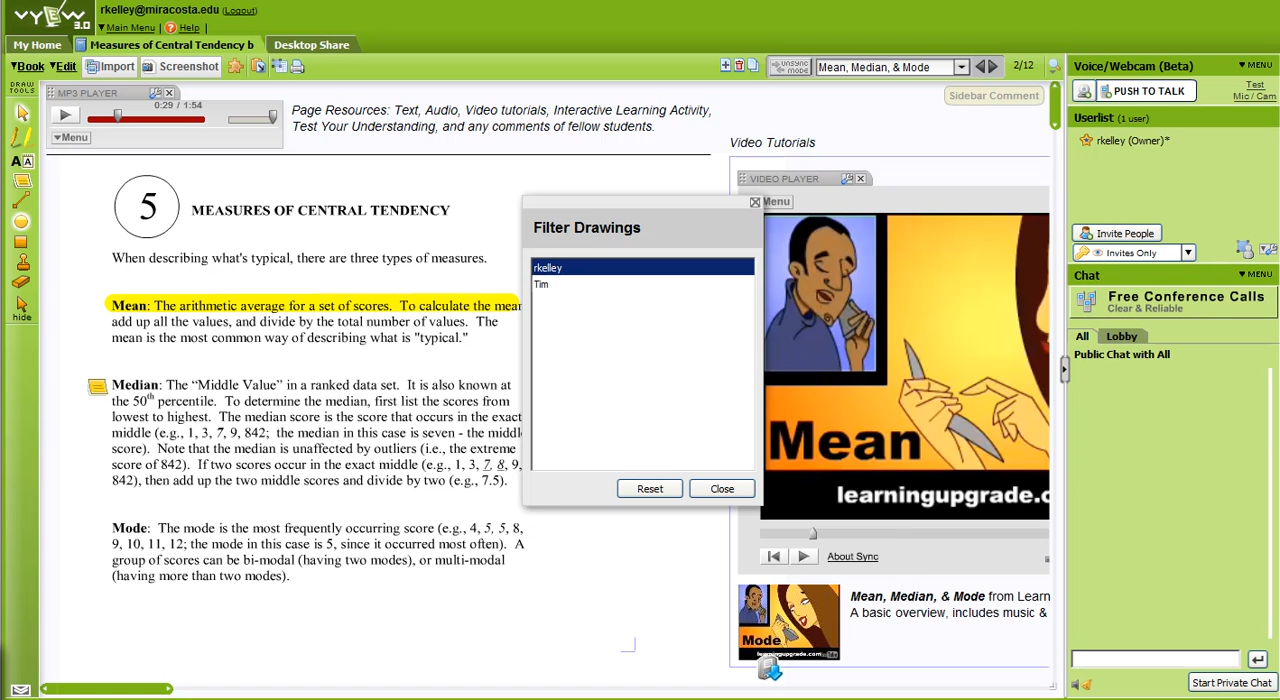 VYEW 3.0
rkelley@miracosta.edu (Logout)
▼Main Menu | Help |
My Home
Measures of Central Tendency b
Desktop Share
▼Book ▼Edit Import Screenshot
UNSYNC MODE
Mean, Median, & Mode
2/12
DRAW TOOLS
A A
hide
MP3 PLAYER
0:29 / 1:54
▼Menu
Page Resources: Text, Audio, Video tutorials, Interactive Learning Activity,
Test Your Understanding, and any comments of fellow students.
Sidebar Comment
5
MEASURES OF CENTRAL TENDENCY
When describing what's typical, there are three types of measures.
Mean: The arithmetic average for a set of scores. To calculate the mean
add up all the values, and divide by the total number of values. The
mean is the most common way of describing what is "typical."
Median: The “Middle Value” in a ranked data set. It is also known at
the 50th percentile. To determine the median, first list the scores from
lowest to highest. The median score is the score that occurs in the exact
middle (e.g., 1, 3, 7, 9, 842; the median in this case is seven - the middl
score). Note that the median is unaffected by outliers (i.e., the extreme
score of 842). If two scores occur in the exact middle (e.g., 1, 3, 7, 8, 9,
842), then add up the two middle scores and divide by two (e.g., 7.5).
Mode: The mode is the most frequently occurring score (e.g., 4, 5, 5, 8,
9, 10, 11, 12; the mode in this case is 5, since it occurred most often). A
group of scores can be bi-modal (having two modes), or multi-modal
(having more than two modes).
Filter Drawings
rkelley
Tim
Reset
Close
Video Tutorials
VIDEO PLAYER
Menu
Mean
learningupgrade.c
About Sync
Mode
learningupgrade.com
Mean, Median, & Mode from Learn
A basic overview, includes music &
Voice/Webcam (Beta)
▼MENU
PUSH TO TALK
Test
Mic / Cam
Userlist (1 user)
rkelley (Owner)*
Invite People
Invites Only
Chat
▼MENU
Free Conference Calls
Clear & Reliable
All
Lobby
Public Chat with All
Start Private Chat